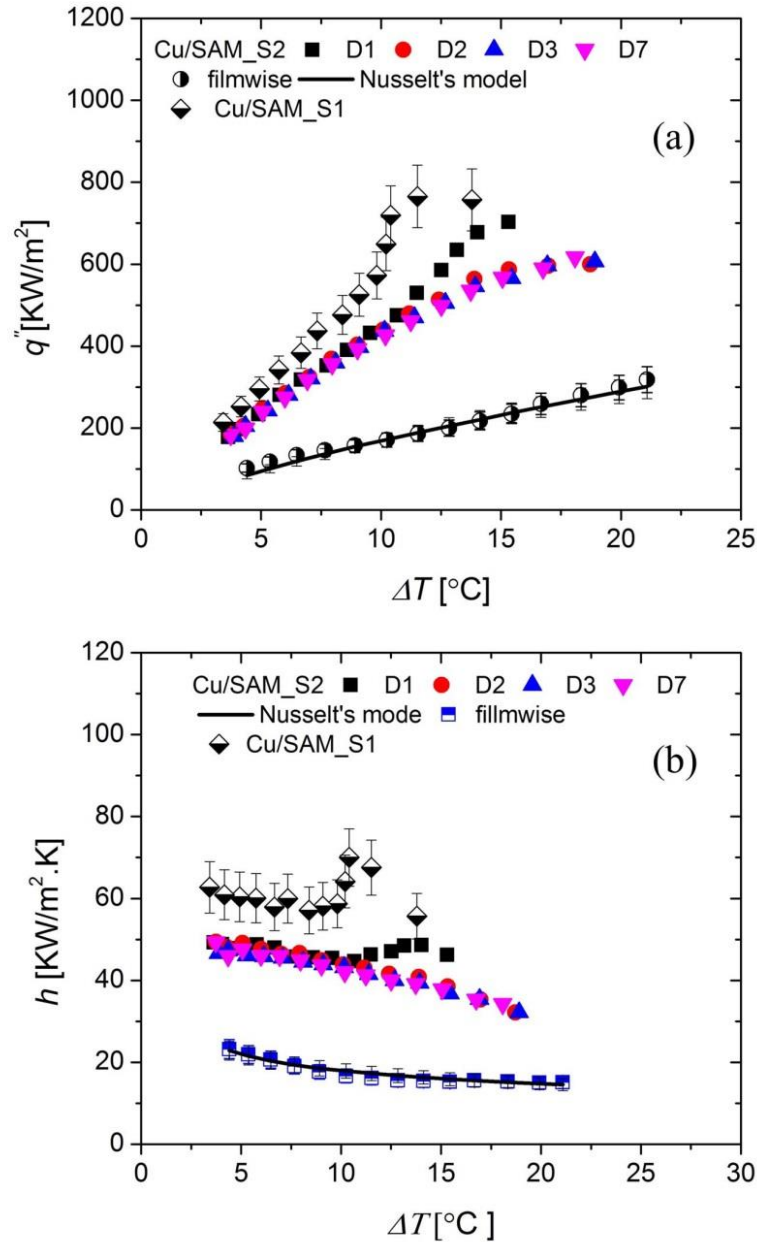 1200
Cu/SAM_S2 D1 D2 D3 D7
filmwise Nusselt's model
1000
Cu/SAM_S1
(a)
800
600
400
200
0
q" [KW/m²]
0 5 10 15 20 25
ΔT [°C]
120
Cu/SAM_S2 D1 D2 D3 D7
Nusselt's mode fillmwise
100
Cu/SAM_S1
(b)
80
60
40
20
0
h [KW/m².K]
0 5 10 15 20 25 30
ΔT [°C ]